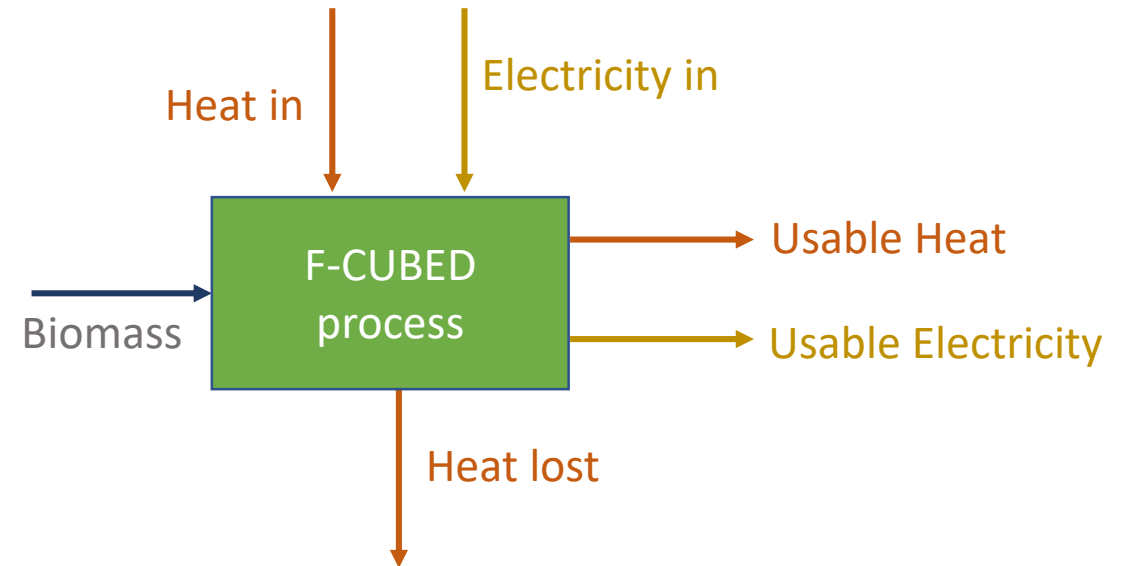 Electricity in
Heat in
F-CUBED
process
Usable Heat
Biomass
Usable Electricity
Heat lost